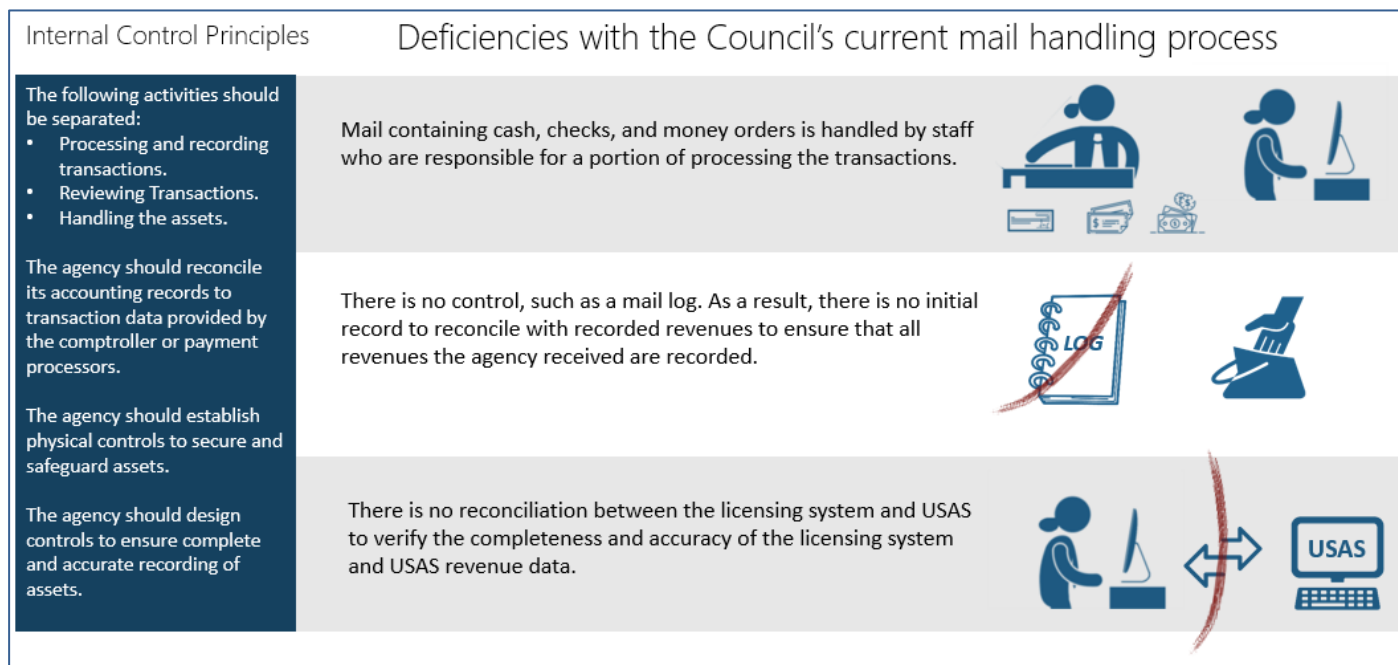 Internal Control Principles
Deficiencies with the Council's current mail handling process
The following activities should
be separated:
• Processing and recording
transactions.
• Reviewing Transactions.
• Handling the assets.
The agency should reconcile
its accounting records to
transaction data provided by
the comptroller or payment
processors.
The agency should establish
physical controls to secure and
safeguard assets.
The agency should design
controls to ensure complete
and accurate recording of
assets.
Mail containing cash, checks, and money orders is handled by staff
who are responsible for a portion of processing the transactions.
There is no control, such as a mail log. As a result, there is no initial
record to reconcile with recorded revenues to ensure that all
revenues the agency received are recorded.
LOG
There is no reconciliation between the licensing system and USAS
to verify the completeness and accuracy of the licensing system
and USAS revenue data.
USAS